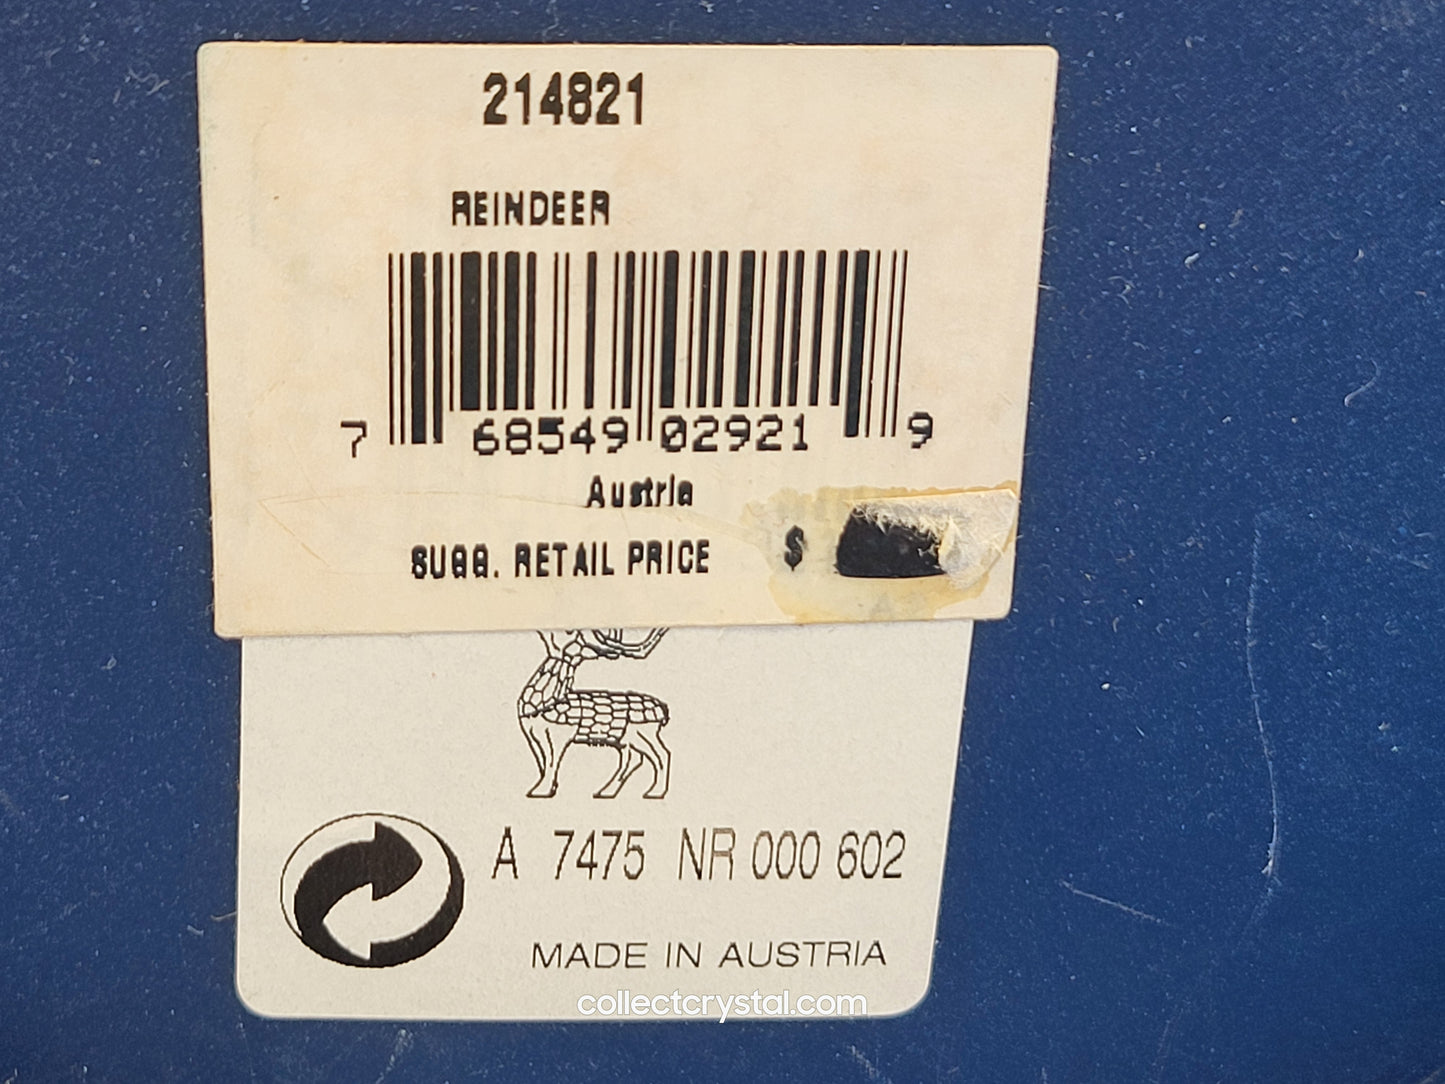 214821
REINDEER
7 68549 02921 9
Austria
SUGG. RETAIL PRICE $
A 7475 NR 000 602
MADE IN AUSTRIA
collectcrystal.com